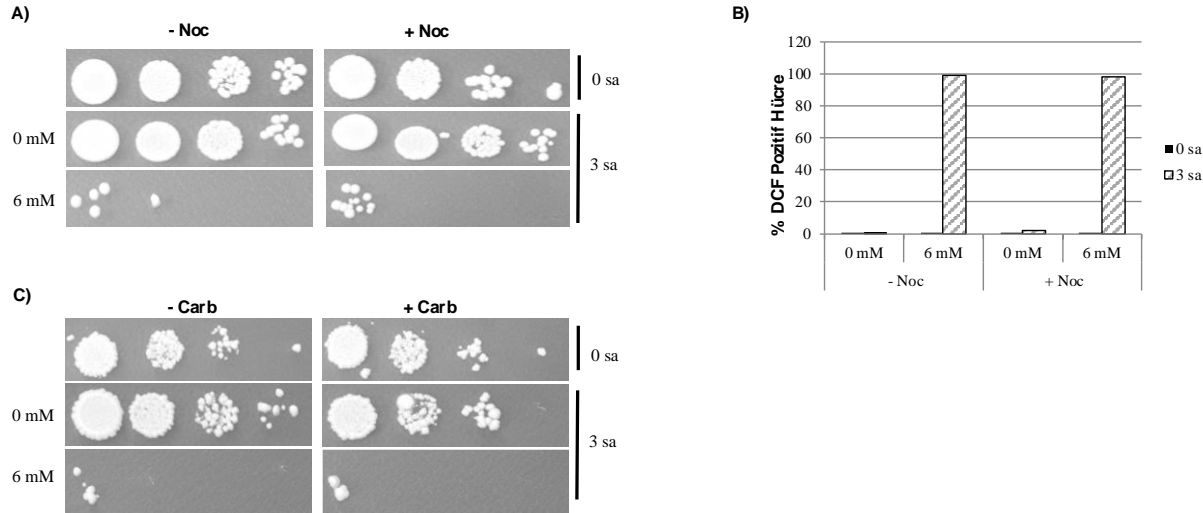 A)
- Noc
+ Noc
0 sa
0 mM
6 mM
3 sa
B)
% DCF Pozitif Hücre
120
100
80
60
40
20
0
0 mM
6 mM
0 mM
6 mM
- Noc
+ Noc
0 sa
3 sa
C)
- Carb
+ Carb
0 sa
0 mM
6 mM
3 sa